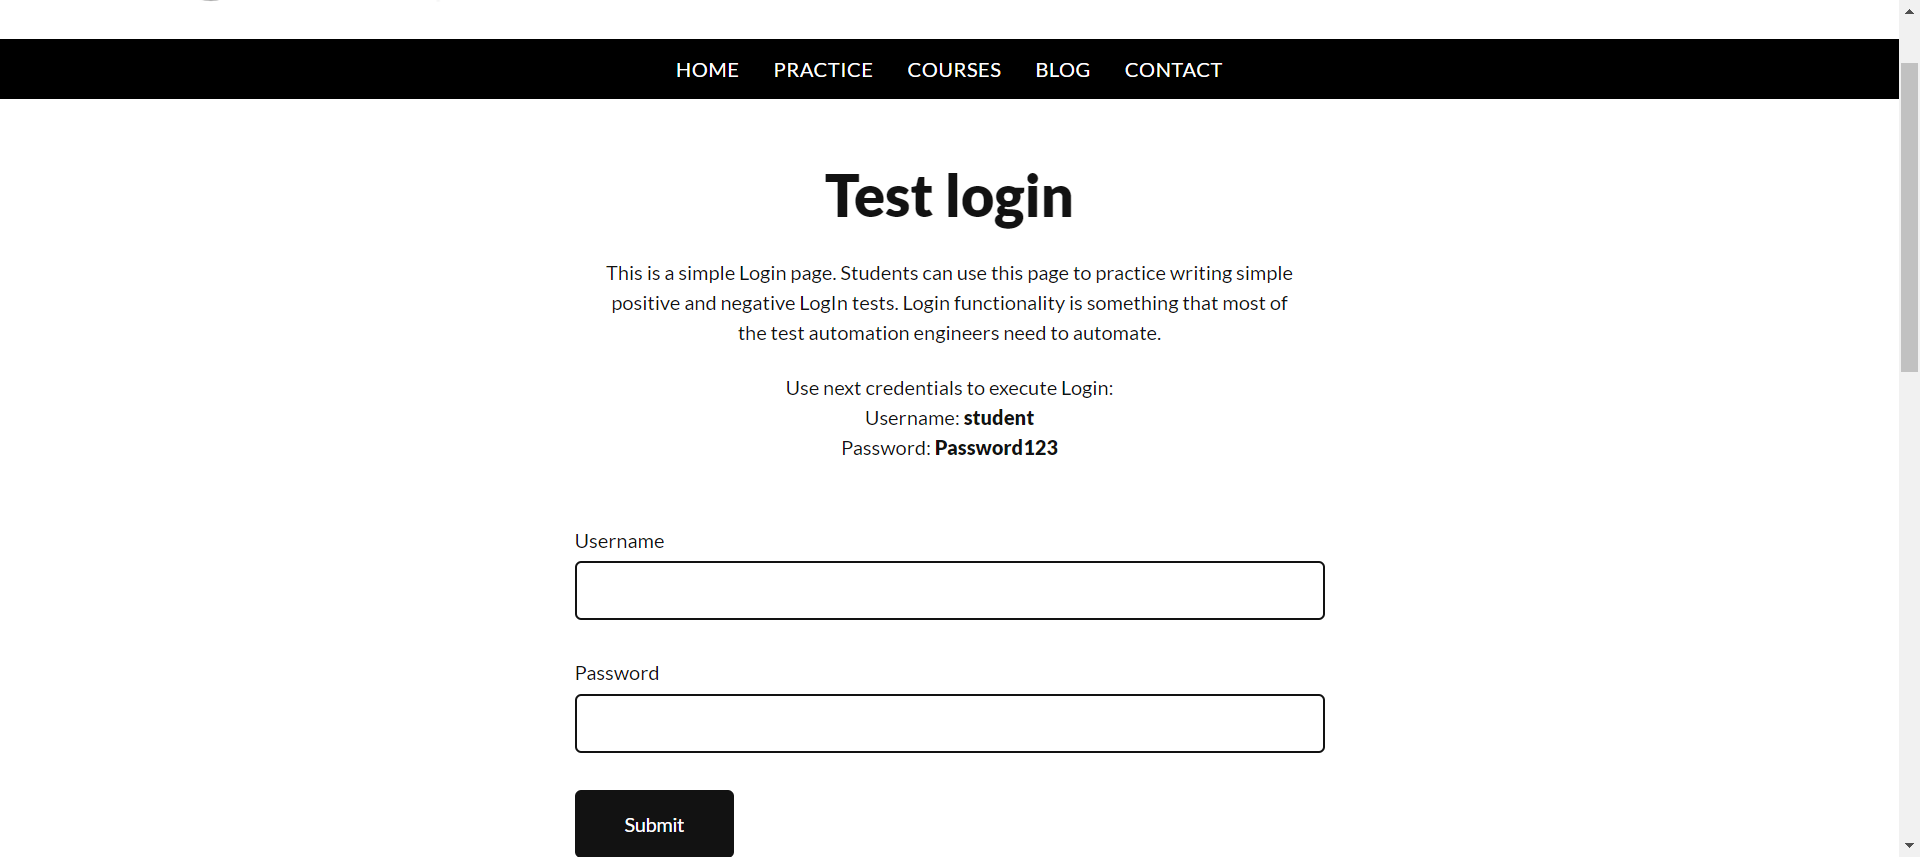 HOME PRACTICE COURSES BLOG CONTACT
Test login
This is a simple Login page. Students can use this page to practice writing simple
positive and negative LogIn tests. Login functionality is something that most of
the test automation engineers need to automate.
Use next credentials to execute Login:
Username: student
Password: Password123
Username
Password
Submit